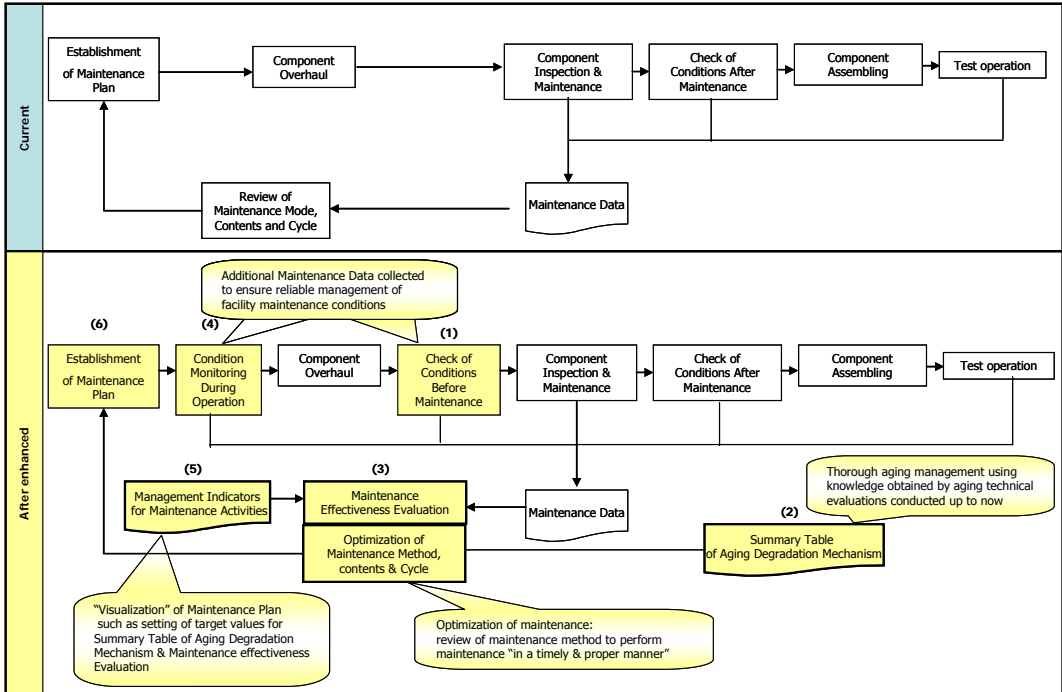 Current
Establishment
of Maintenance
Plan
Component
Overhaul
Component
Inspection &
Maintenance
Check of
Conditions After
Maintenance
Component
Assembling
Test operation
Review of
Maintenance Mode,
Contents and Cycle
Maintenance Data
After enhanced
Additional Maintenance Data collected
to ensure reliable management of
facility maintenance conditions
(6)
(4)
(1)
Establishment
of Maintenance
Plan
Condition
Monitoring
During
Operation
Component
Overhaul
Check of
Conditions
Before
Maintenance
Component
Inspection &
Maintenance
Check of
Conditions After
Maintenance
Component
Assembling
Test operation
(5)
(3)
Management Indicators
for Maintenance Activities
Maintenance
Effectiveness Evaluation
Maintenance Data
Thorough aging management using
knowledge obtained by aging technical
evaluations conducted up to now
(2)
Optimization of
Maintenance Method,
contents & Cycle
Summary Table
of Aging Degradation Mechanism
"Visualization" of Maintenance Plan
such as setting of target values for
Summary Table of Aging Degradation
Mechanism & Maintenance effectiveness
Evaluation
Optimization of maintenance:
review of maintenance method to perform
maintenance "in a timely & proper manner"